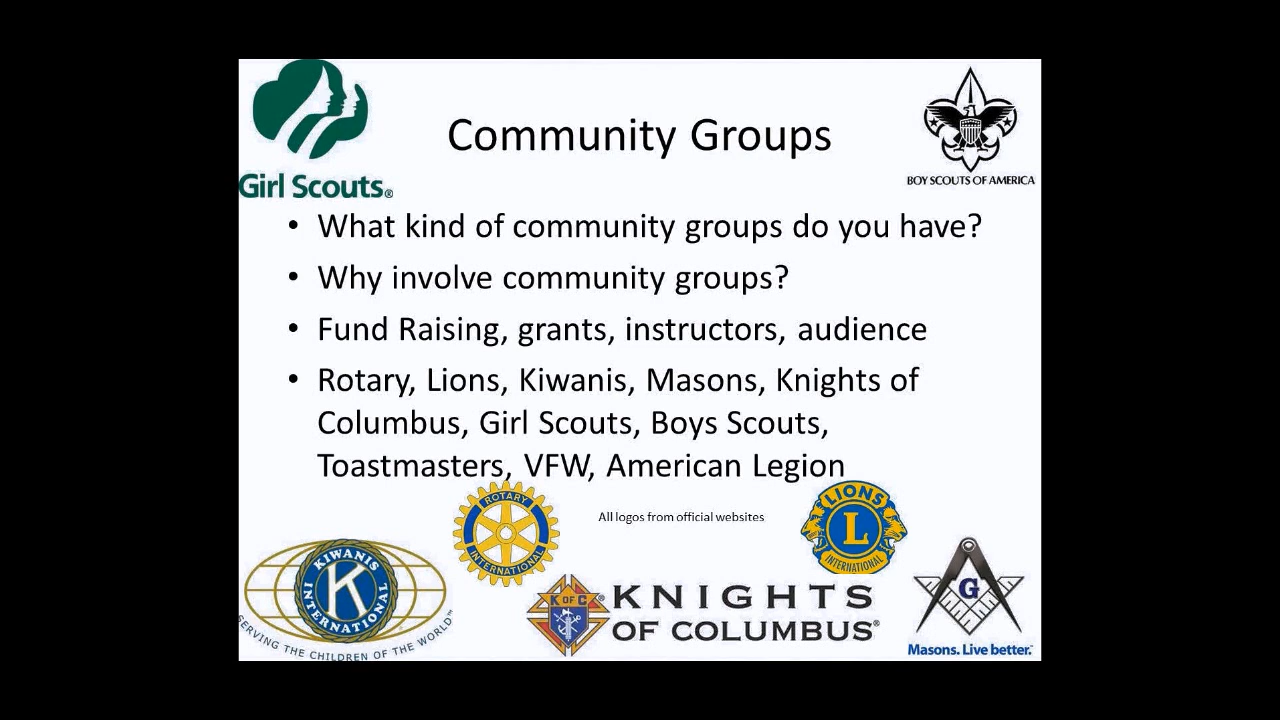 Community Groups
Girl Scouts®
BOY SCOUTS OF AMERICA
• What kind of community groups do you have?
• Why involve community groups?
• Fund Raising, grants, instructors, audience
• Rotary, Lions, Kiwanis, Masons, Knights of
Columbus, Girl Scouts, Boys Scouts,
Toastmasters, VFW, American Legion
ROTARY
INTERNATIONAL
All logos from official websites
LIONS
L
INTERNATIONAL
KIWANIS
K
INTERNATIONAL
SERVING THE CHILDREN OF THE WORLD™
K OF C
KNIGHTS
OF COLUMBUS®
G
Masons. Live better.